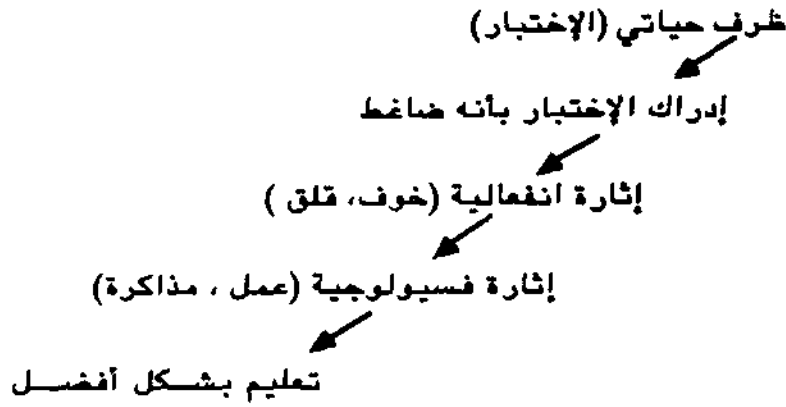 ظرف حياتي (الإختبار)
إدراك الإختبار بأنه ضاغط
إثارة انفعالية (خوف، قلق )
إثارة فسيولوجية (عمل ، مذاكرة)
تعليم بشكل أفضل